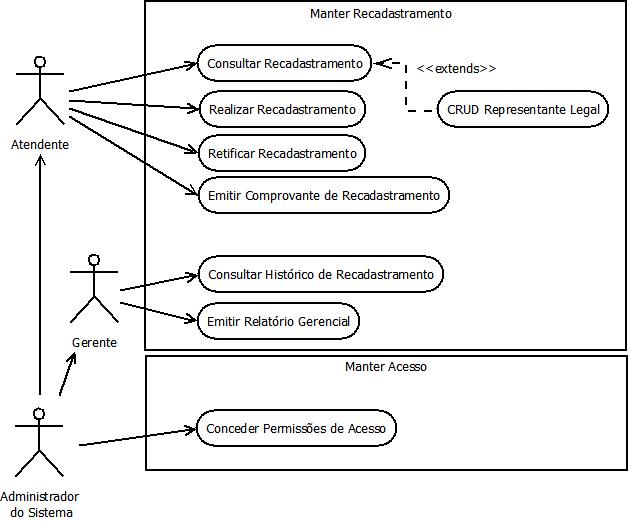 Manter Recadastramento
Consultar Recadastramento
<<extends>>
Realizar Recadastramento
CRUD Representante Legal
Atendente
Retificar Recadastramento
Emitir Comprovante de Recadastramento
Consultar Histórico de Recadastramento
Emitir Relatório Gerencial
Gerente
Manter Acesso
Conceder Permissões de Acesso
Administrador
do Sistema